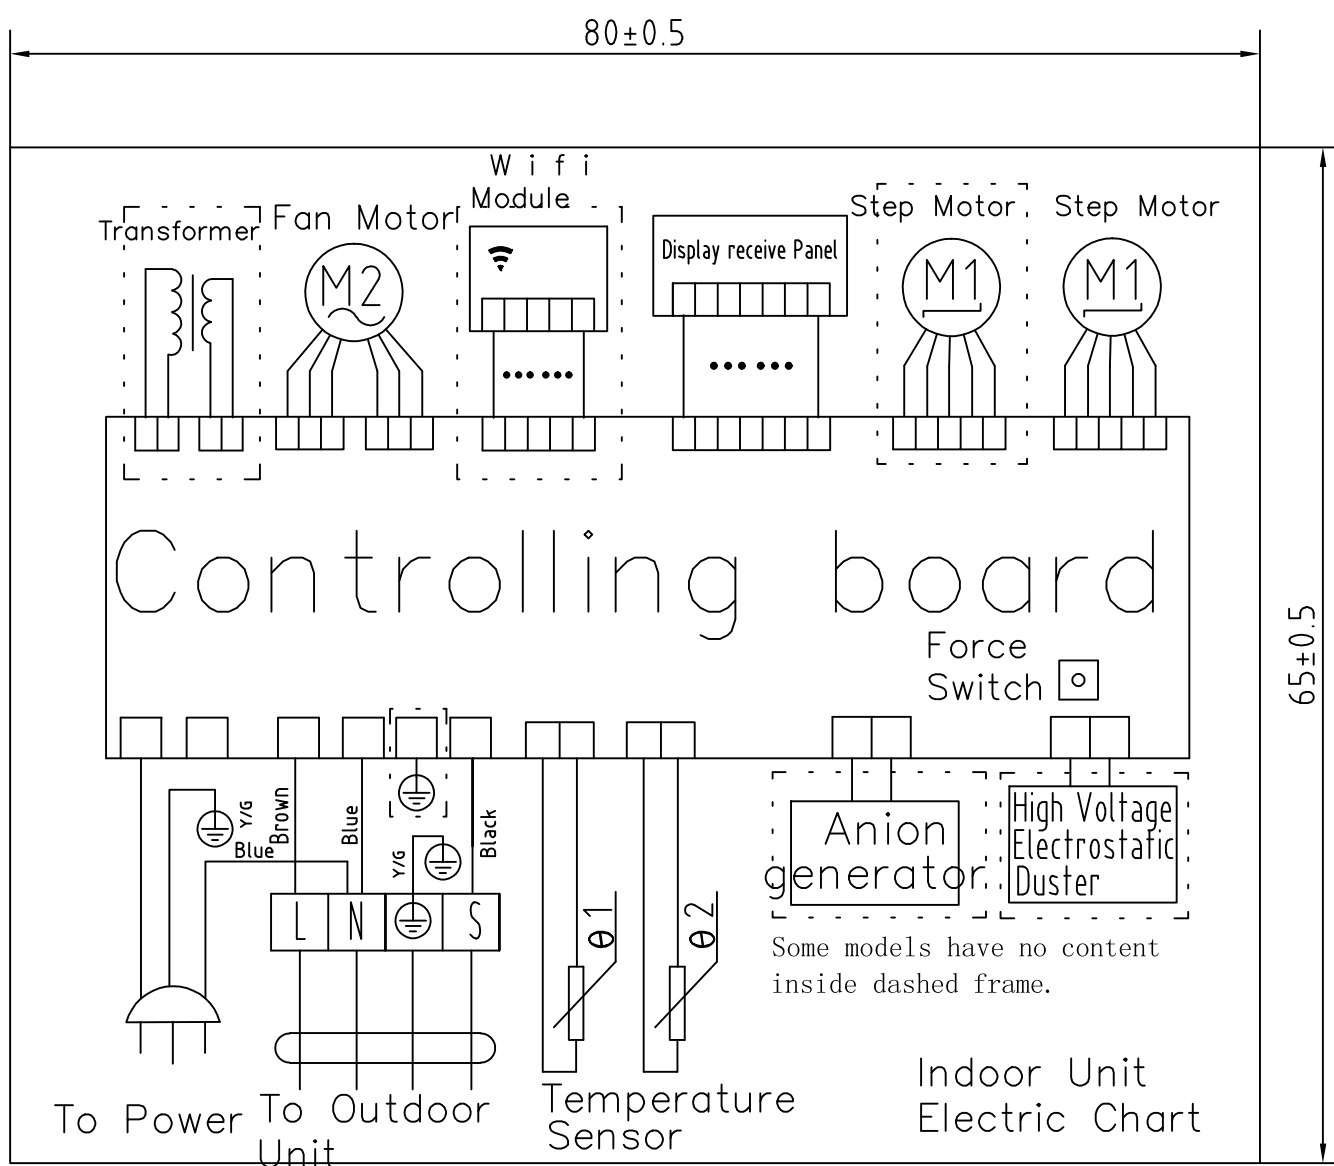 80±0.5
Wifi
Module
Transformer
Fan Motor
Display receive Panel
Step Motor
Step Motor
M2
M1
M1
Controlling board
Force
Switch
65±0.5
Y/G
Brown
Blue
Blue
Y/G
Black
L N S
θ1
θ2
Anion
generator
High Voltage
Electrostatic
Duster
Some models have no content
inside dashed frame.
To Power
To Outdoor
Unit
Temperature
Sensor
Indoor Unit
Electric Chart